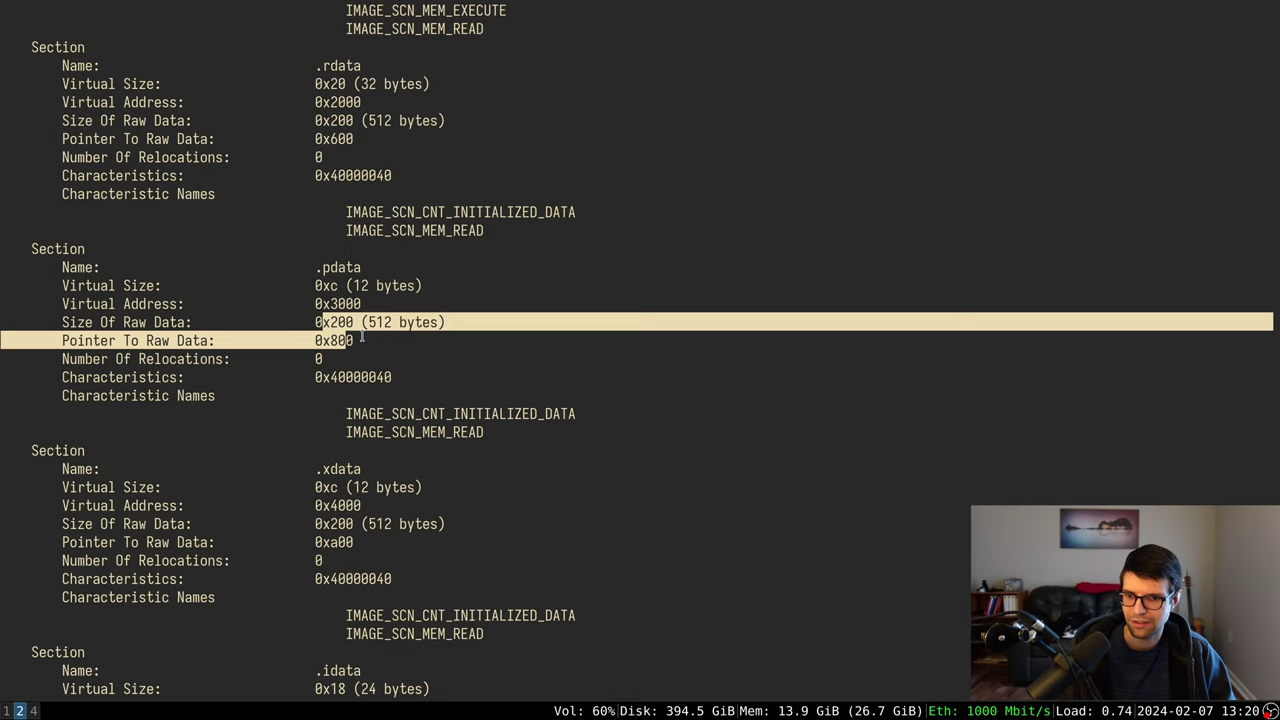 IMAGE_SCN_MEM_EXECUTE
IMAGE_SCN_MEM_READ
Section
Name: .rdata
Virtual Size: 0x20 (32 bytes)
Virtual Address: 0x2000
Size Of Raw Data: 0x200 (512 bytes)
Pointer To Raw Data: 0x600
Number Of Relocations: 0
Characteristics: 0x40000040
Characteristic Names
IMAGE_SCN_CNT_INITIALIZED_DATA
IMAGE_SCN_MEM_READ
Section
Name: .pdata
Virtual Size: 0xc (12 bytes)
Virtual Address: 0x3000
Size Of Raw Data: 0x200 (512 bytes)
Pointer To Raw Data: 0x800
Number Of Relocations: 0
Characteristics: 0x40000040
Characteristic Names
IMAGE_SCN_CNT_INITIALIZED_DATA
IMAGE_SCN_MEM_READ
Section
Name: .xdata
Virtual Size: 0xc (12 bytes)
Virtual Address: 0x4000
Size Of Raw Data: 0x200 (512 bytes)
Pointer To Raw Data: 0xa00
Number Of Relocations: 0
Characteristics: 0x40000040
Characteristic Names
IMAGE_SCN_CNT_INITIALIZED_DATA
IMAGE_SCN_MEM_READ
Section
Name: .idata
Virtual Size: 0x18 (24 bytes)
1 2 4 Vol: 60%|Disk: 394.5 GiB|Mem: 13.9 GiB (26.7 GiB)|Eth: 1000 Mbit/s|Load: 0.74|2024-02-07 13:20